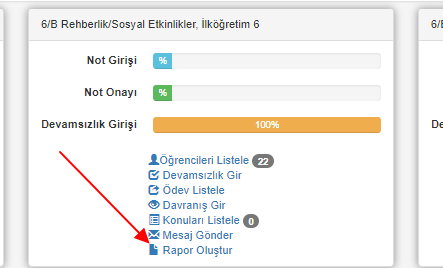 6/B Rehberlik/Sosyal Etkinlikler, İlköğretim 6
Not Girişi %
Not Onayı %
Devamsızlık Girişi 100%
Öğrencileri Listele 22
Devamsızlık Gir
Ödev Listele
Davranış Gir
Konuları Listele 0
Mesaj Gönder
Rapor Oluştur